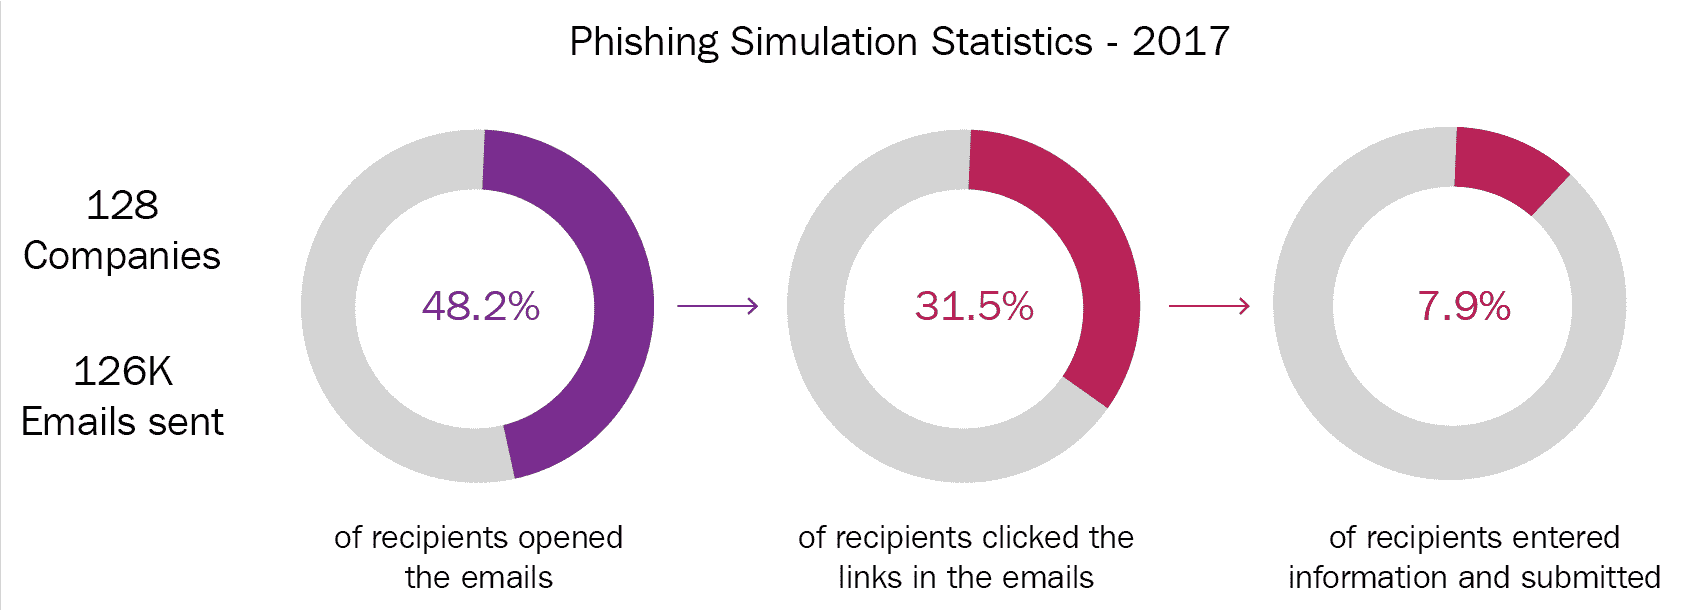 Phishing Simulation Statistics - 2017
128
Companies
126K
Emails sent
48.2%
of recipients opened
the emails
31.5%
of recipients clicked the
links in the emails
7.9%
of recipients entered
information and submitted